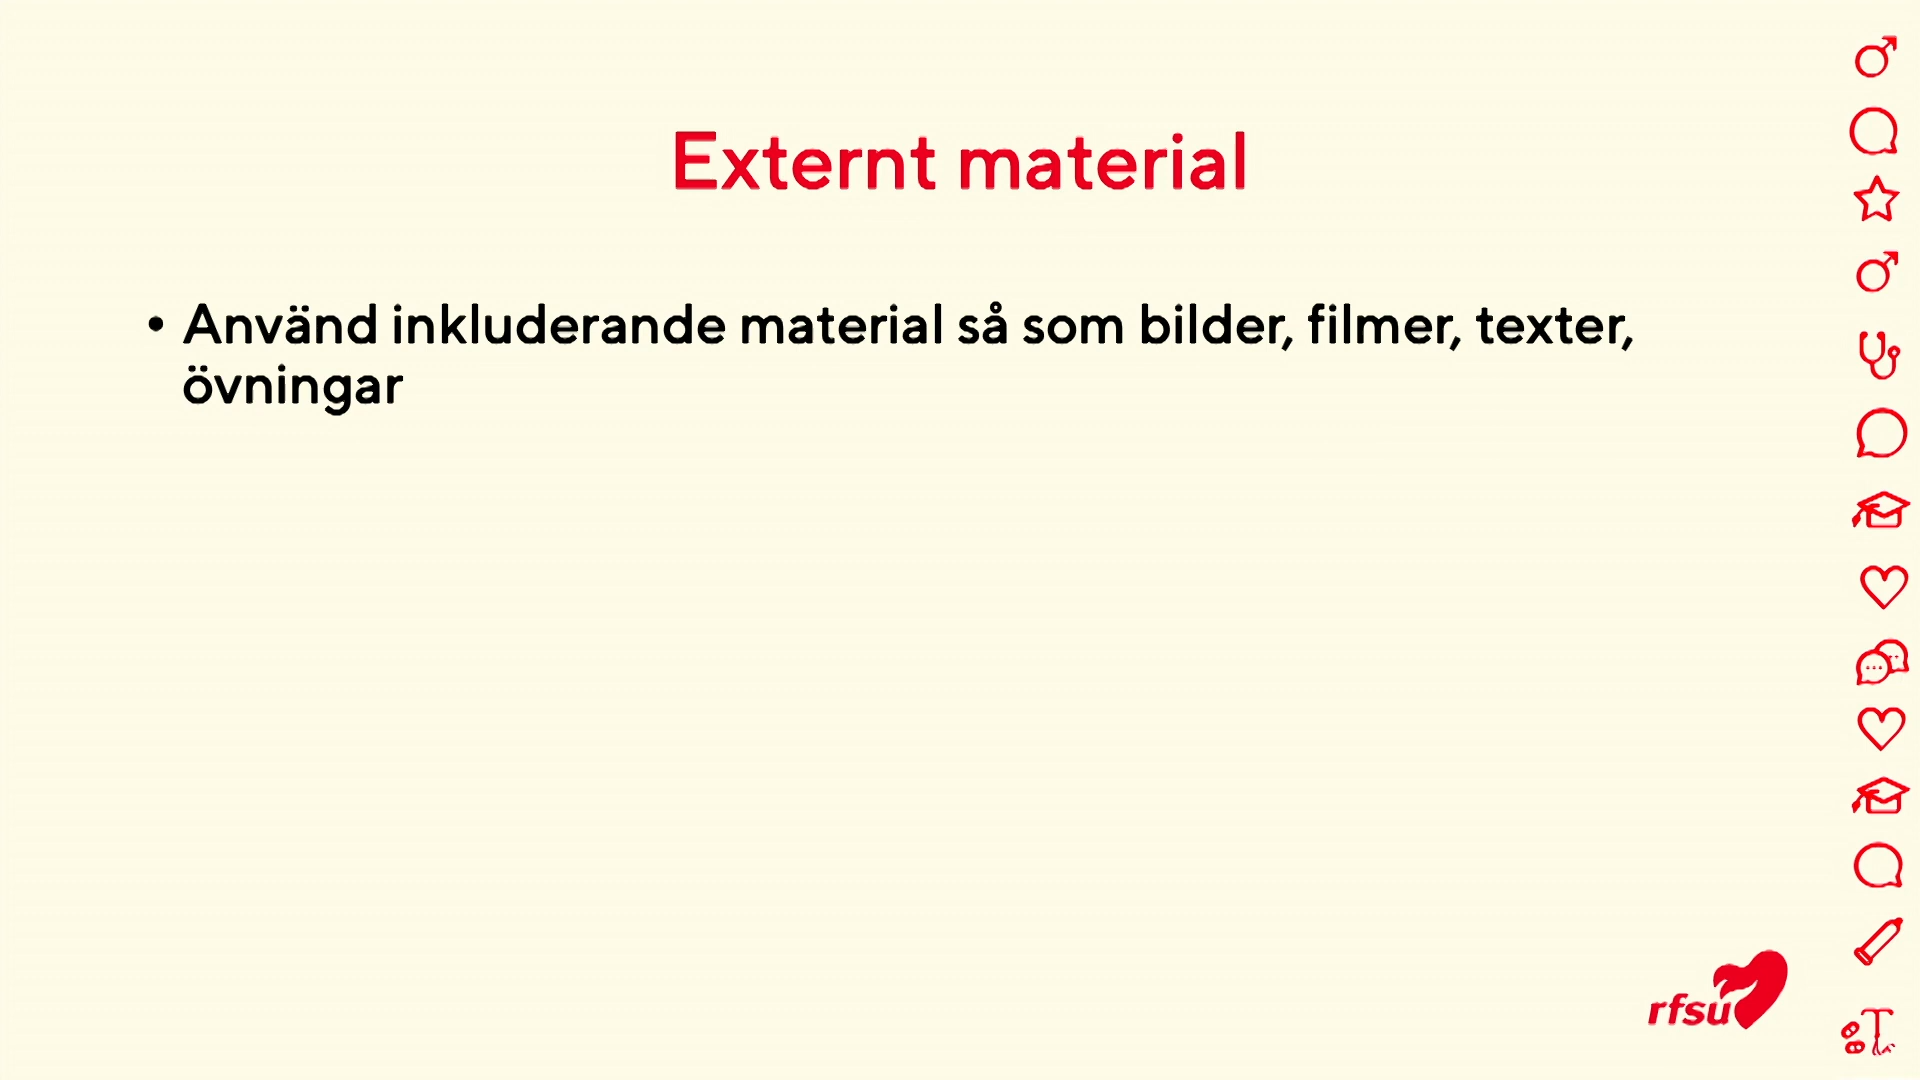 Externt material
• Använd inkluderande material så som bilder, filmer, texter,
övningar
rfsu